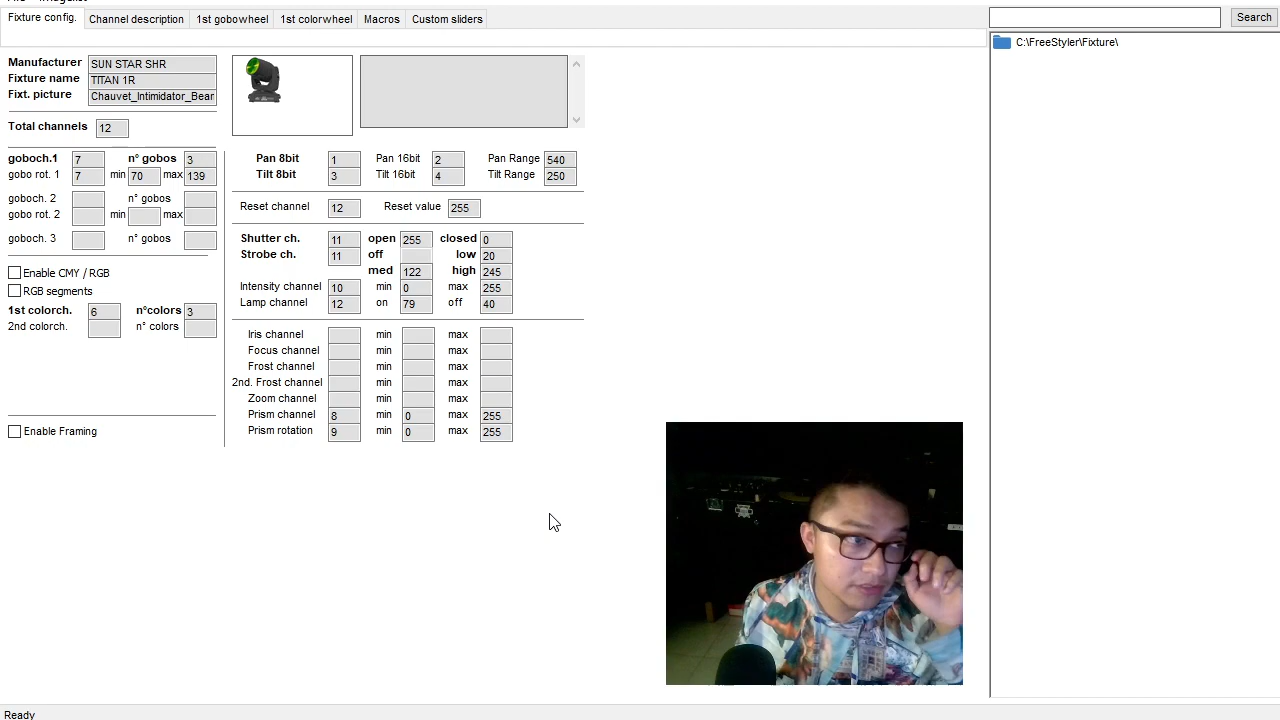 Fixture config. Channel description 1st gobowheel 1st colorwheel Macros Custom sliders Search
C:\FreeStyler\Fixture\
Manufacturer SUN STAR SHR
Fixture name TITAN 1R
Fixt. picture Chauvet_Intimidator_Bear
Total channels 12
goboch.1 7 n° gobos 3
gobo rot. 1 7 min 70 max 139
goboch. 2 n° gobos
gobo rot. 2 min max
goboch. 3 n° gobos
Enable CMY / RGB
RGB segments
1st colorch. 6 n°colors 3
2nd colorch. n° colors
Enable Framing
Pan 8bit 1 Pan 16bit 2 Pan Range 540
Tilt 8bit 3 Tilt 16bit 4 Tilt Range 250
Reset channel 12 Reset value 255
Shutter ch. 11 open 255 closed 0
Strobe ch. 11 off low 20
med 122 high 245
Intensity channel 10 min 0 max 255
Lamp channel 12 on 79 off 40
Iris channel min max
Focus channel min max
Frost channel min max
2nd. Frost channel min max
Zoom channel min max
Prism channel 8 min 0 max 255
Prism rotation 9 min 0 max 255
Ready